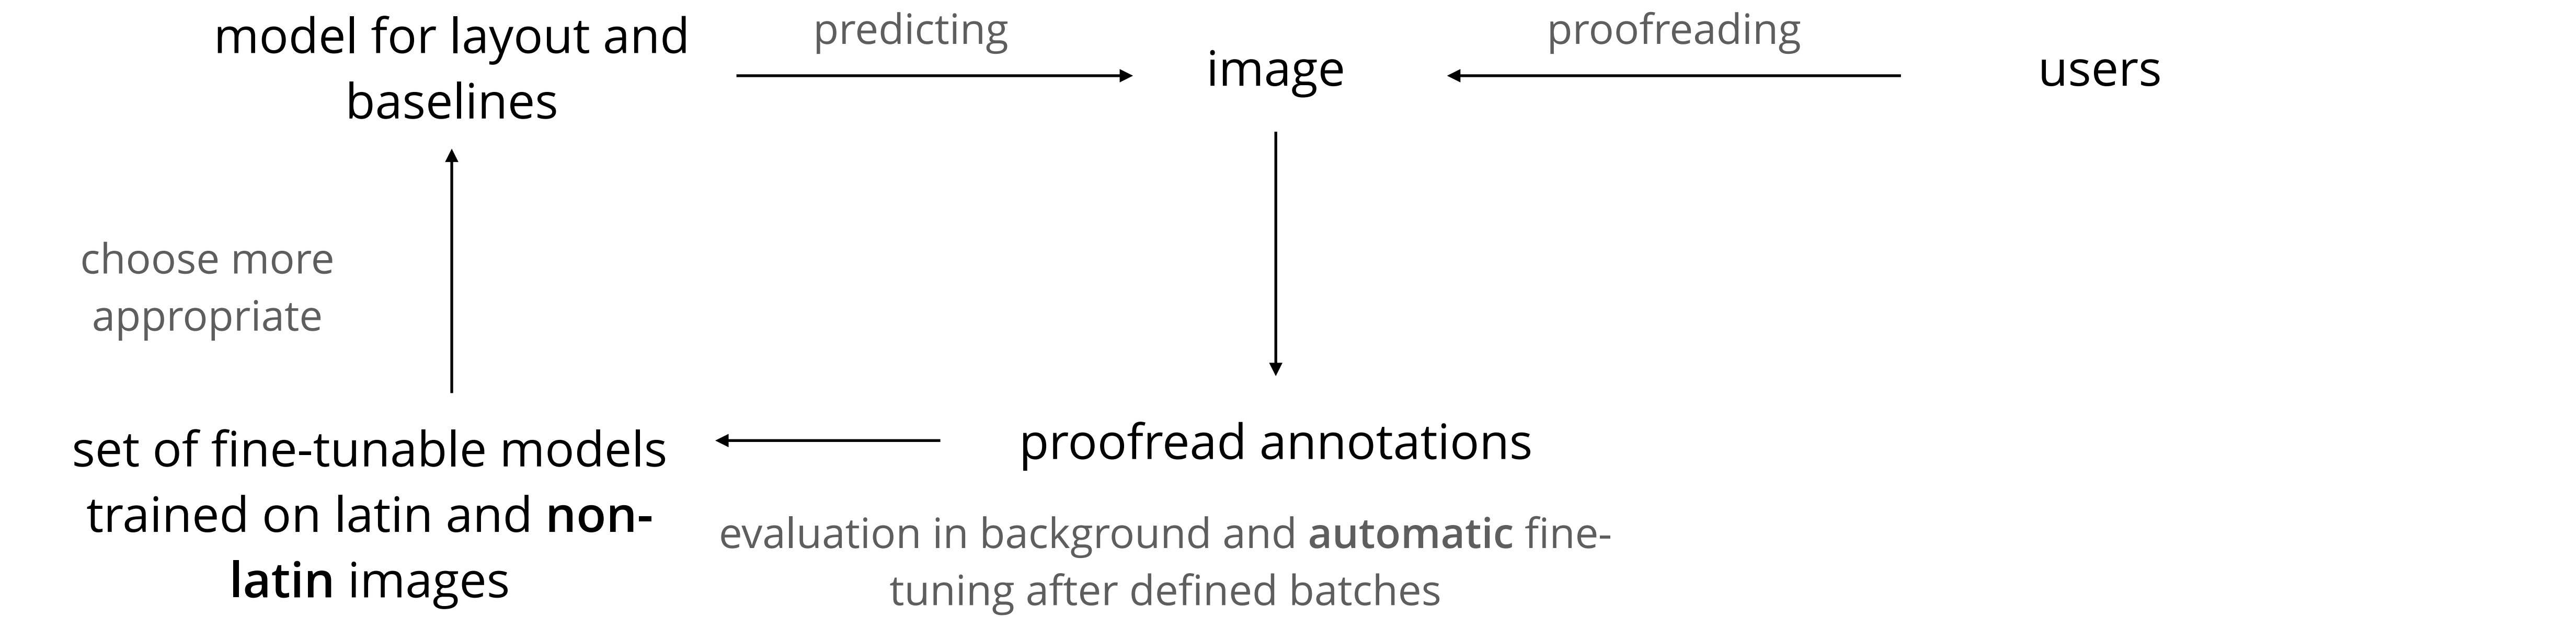 model for layout and
baselines
predicting
image
proofreading
users
choose more
appropriate
set of fine-tunable models
trained on latin and non-
latin images
proofread annotations
evaluation in background and automatic fine-
tuning after defined batches